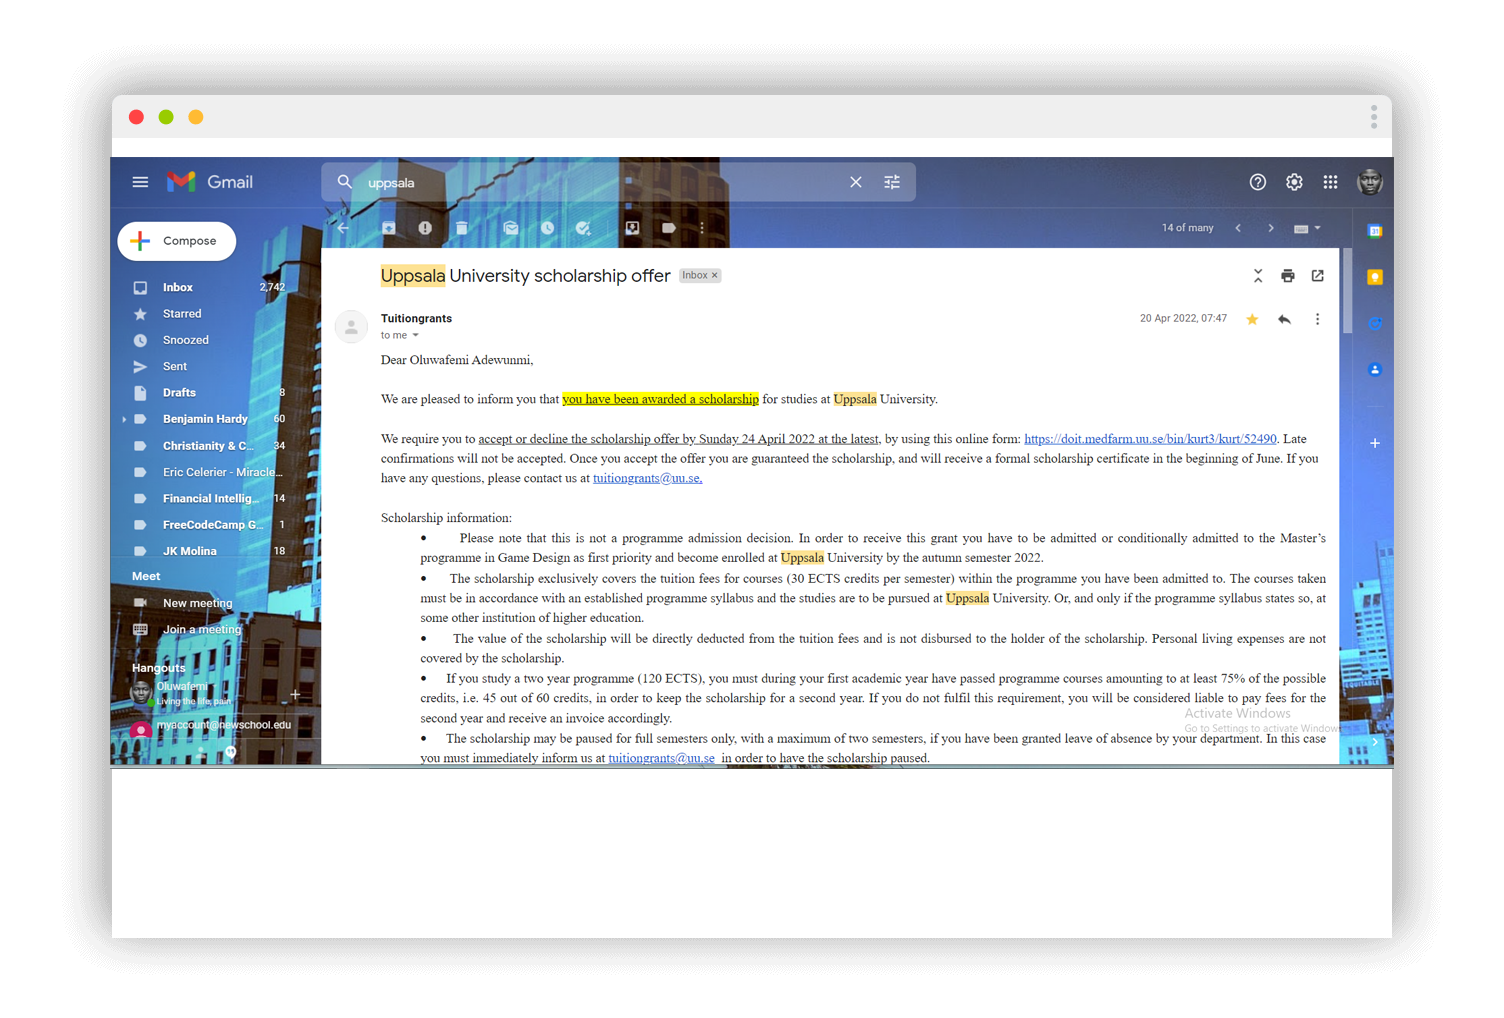 Gmail
uppsala
Compose
14 of many
31
Inbox 2,742
Starred
Snoozed
Sent
Drafts 8
Benjamin Hardy 60
Christianity & C... 34
Eric Celerier - Miracle...
Financial Intellig... 14
FreeCodeCamp G... 1
JK Molina 18
Meet
New meeting
Join a meeting
Hangouts
Oluwafemi
Living the life, pain
myaccount@newschool.edu
Uppsala University scholarship offer Inbox ×
Tuitiongrants 20 Apr 2022, 07:47
to me
Dear Oluwafemi Adewunmi,
We are pleased to inform you that you have been awarded a scholarship for studies at Uppsala University.
We require you to accept or decline the scholarship offer by Sunday 24 April 2022 at the latest, by using this online form: https://doit.medfarm.uu.se/bin/kurt3/kurt/52490. Late
confirmations will not be accepted. Once you accept the offer you are guaranteed the scholarship, and will receive a formal scholarship certificate in the beginning of June. If you
have any questions, please contact us at tuitiongrants@uu.se.
Scholarship information:
• Please note that this is not a programme admission decision. In order to receive this grant you have to be admitted or conditionally admitted to the Master's
programme in Game Design as first priority and become enrolled at Uppsala University by the autumn semester 2022.
• The scholarship exclusively covers the tuition fees for courses (30 ECTS credits per semester) within the programme you have been admitted to. The courses taken
must be in accordance with an established programme syllabus and the studies are to be pursued at Uppsala University. Or, and only if the programme syllabus states so, at
some other institution of higher education.
• The value of the scholarship will be directly deducted from the tuition fees and is not disbursed to the holder of the scholarship. Personal living expenses are not
covered by the scholarship.
• If you study a two year programme (120 ECTS), you must during your first academic year have passed programme courses amounting to at least 75% of the possible
credits, i.e. 45 out of 60 credits, in order to keep the scholarship for a second year. If you do not fulfil this requirement, you will be considered liable to pay fees for the
second year and receive an invoice accordingly.
• The scholarship may be paused for full semesters only, with a maximum of two semesters, if you have been granted leave of absence by your department. In this case
you must immediately inform us at tuitiongrants@uu.se in order to have the scholarship paused.
Activate Windows
Go to Settings to activate Windows
EQUITABLE